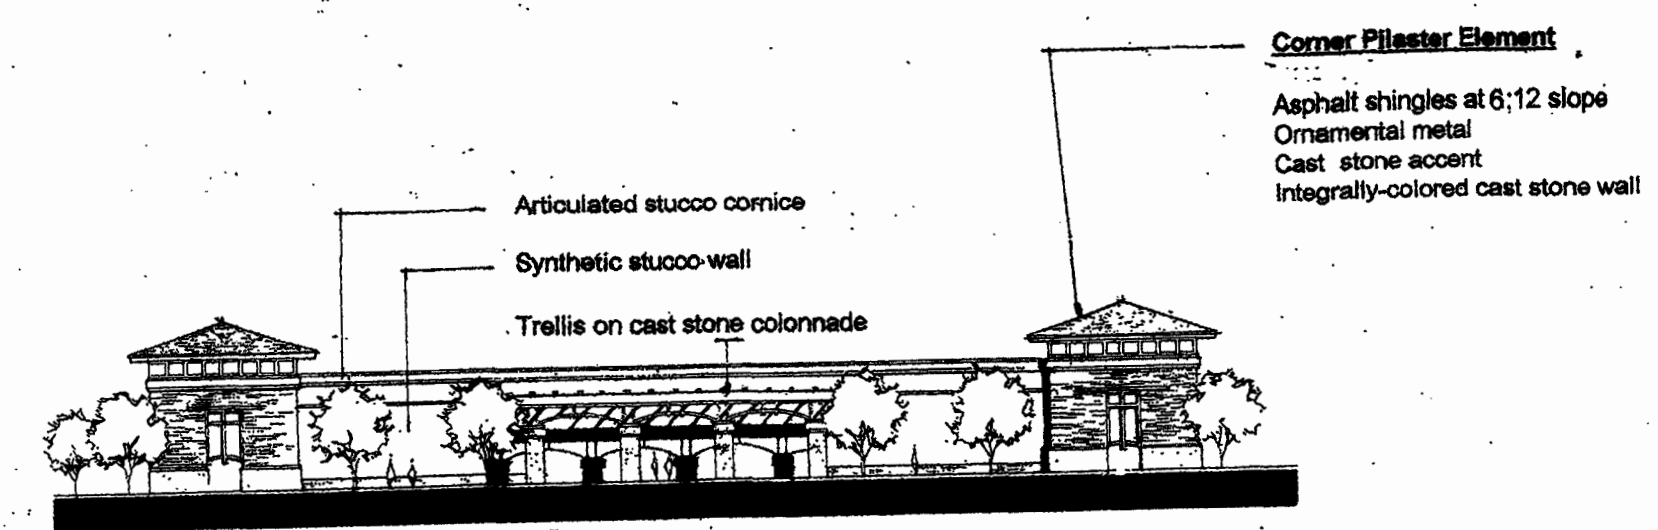 Corner Pilaster Element
Asphalt shingles at 6:12 slope
Ornamental metal
Cast stone accent
Integrally-colored cast stone wall
Articulated stucco cornice
Synthetic stucco wall
Trellis on cast stone colonnade